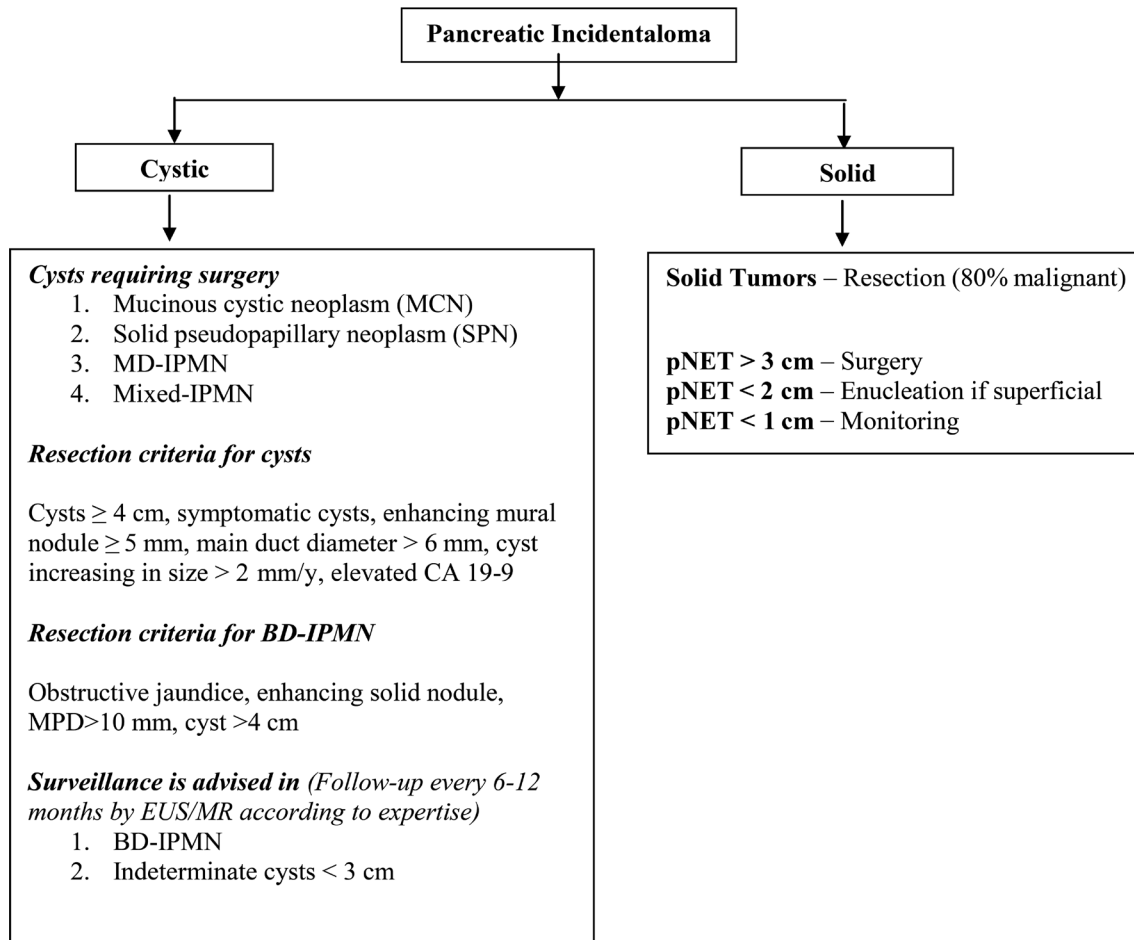 Pancreatic Incidentaloma
Cystic
Solid
Cysts requiring surgery
1. Mucinous cystic neoplasm (MCN)
2. Solid pseudopapillary neoplasm (SPN)
3. MD-IPMN
4. Mixed-IPMN
Resection criteria for cysts
Cysts ≥ 4 cm, symptomatic cysts, enhancing mural
nodule ≥ 5 mm, main duct diameter > 6 mm, cyst
increasing in size > 2 mm/y, elevated CA 19-9
Resection criteria for BD-IPMN
Obstructive jaundice, enhancing solid nodule,
MPD>10 mm, cyst >4 cm
Surveillance is advised in (Follow-up every 6-12
months by EUS/MR according to expertise)
1. BD-IPMN
2. Indeterminate cysts < 3 cm
Solid Tumors – Resection (80% malignant)
pNET > 3 cm – Surgery
pNET < 2 cm – Enucleation if superficial
pNET < 1 cm – Monitoring